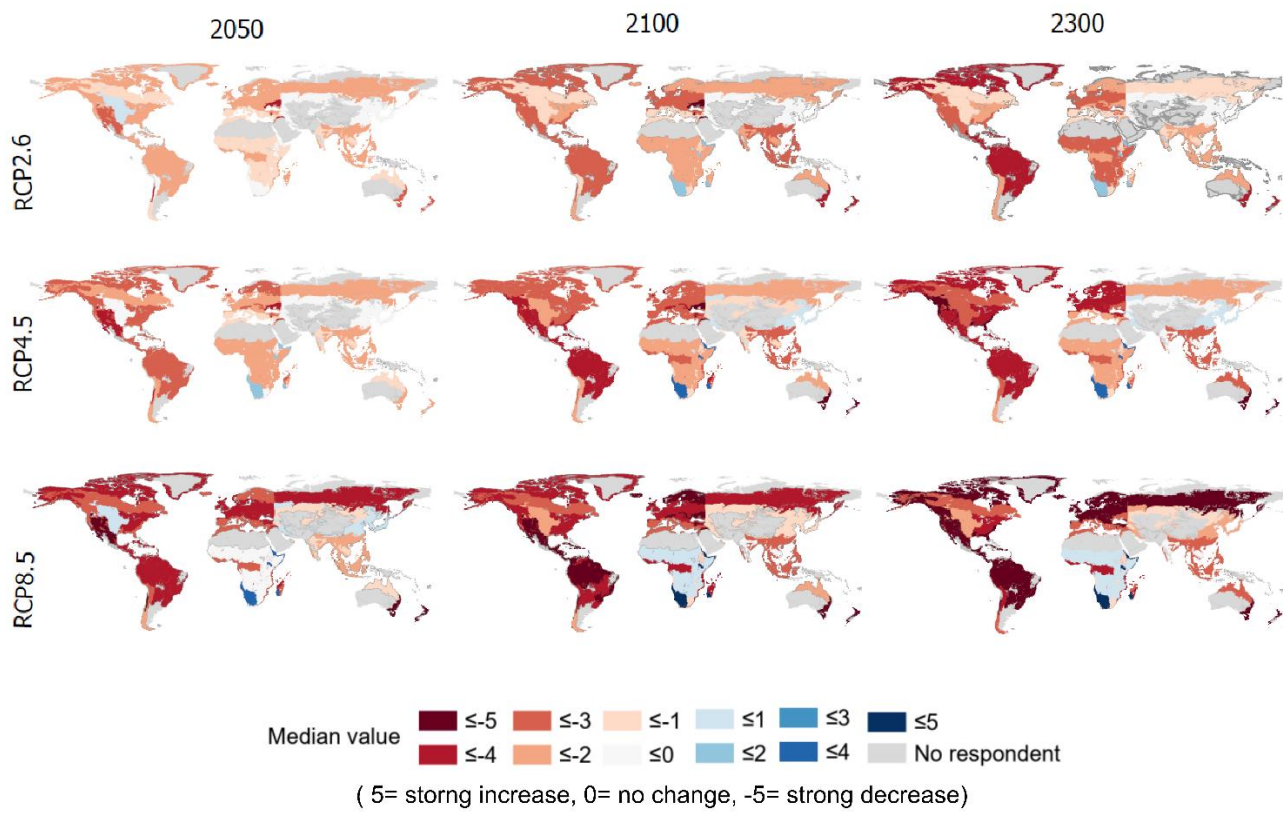 2050 2100 2300
RCP2.6
RCP4.5
RCP8.5
Median value ≤-5 ≤-3 ≤-1 ≤1 ≤3 ≤5
≤-4 ≤-2 ≤0 ≤2 ≤4 No respondent
( 5= storng increase, 0= no change, -5= strong decrease)